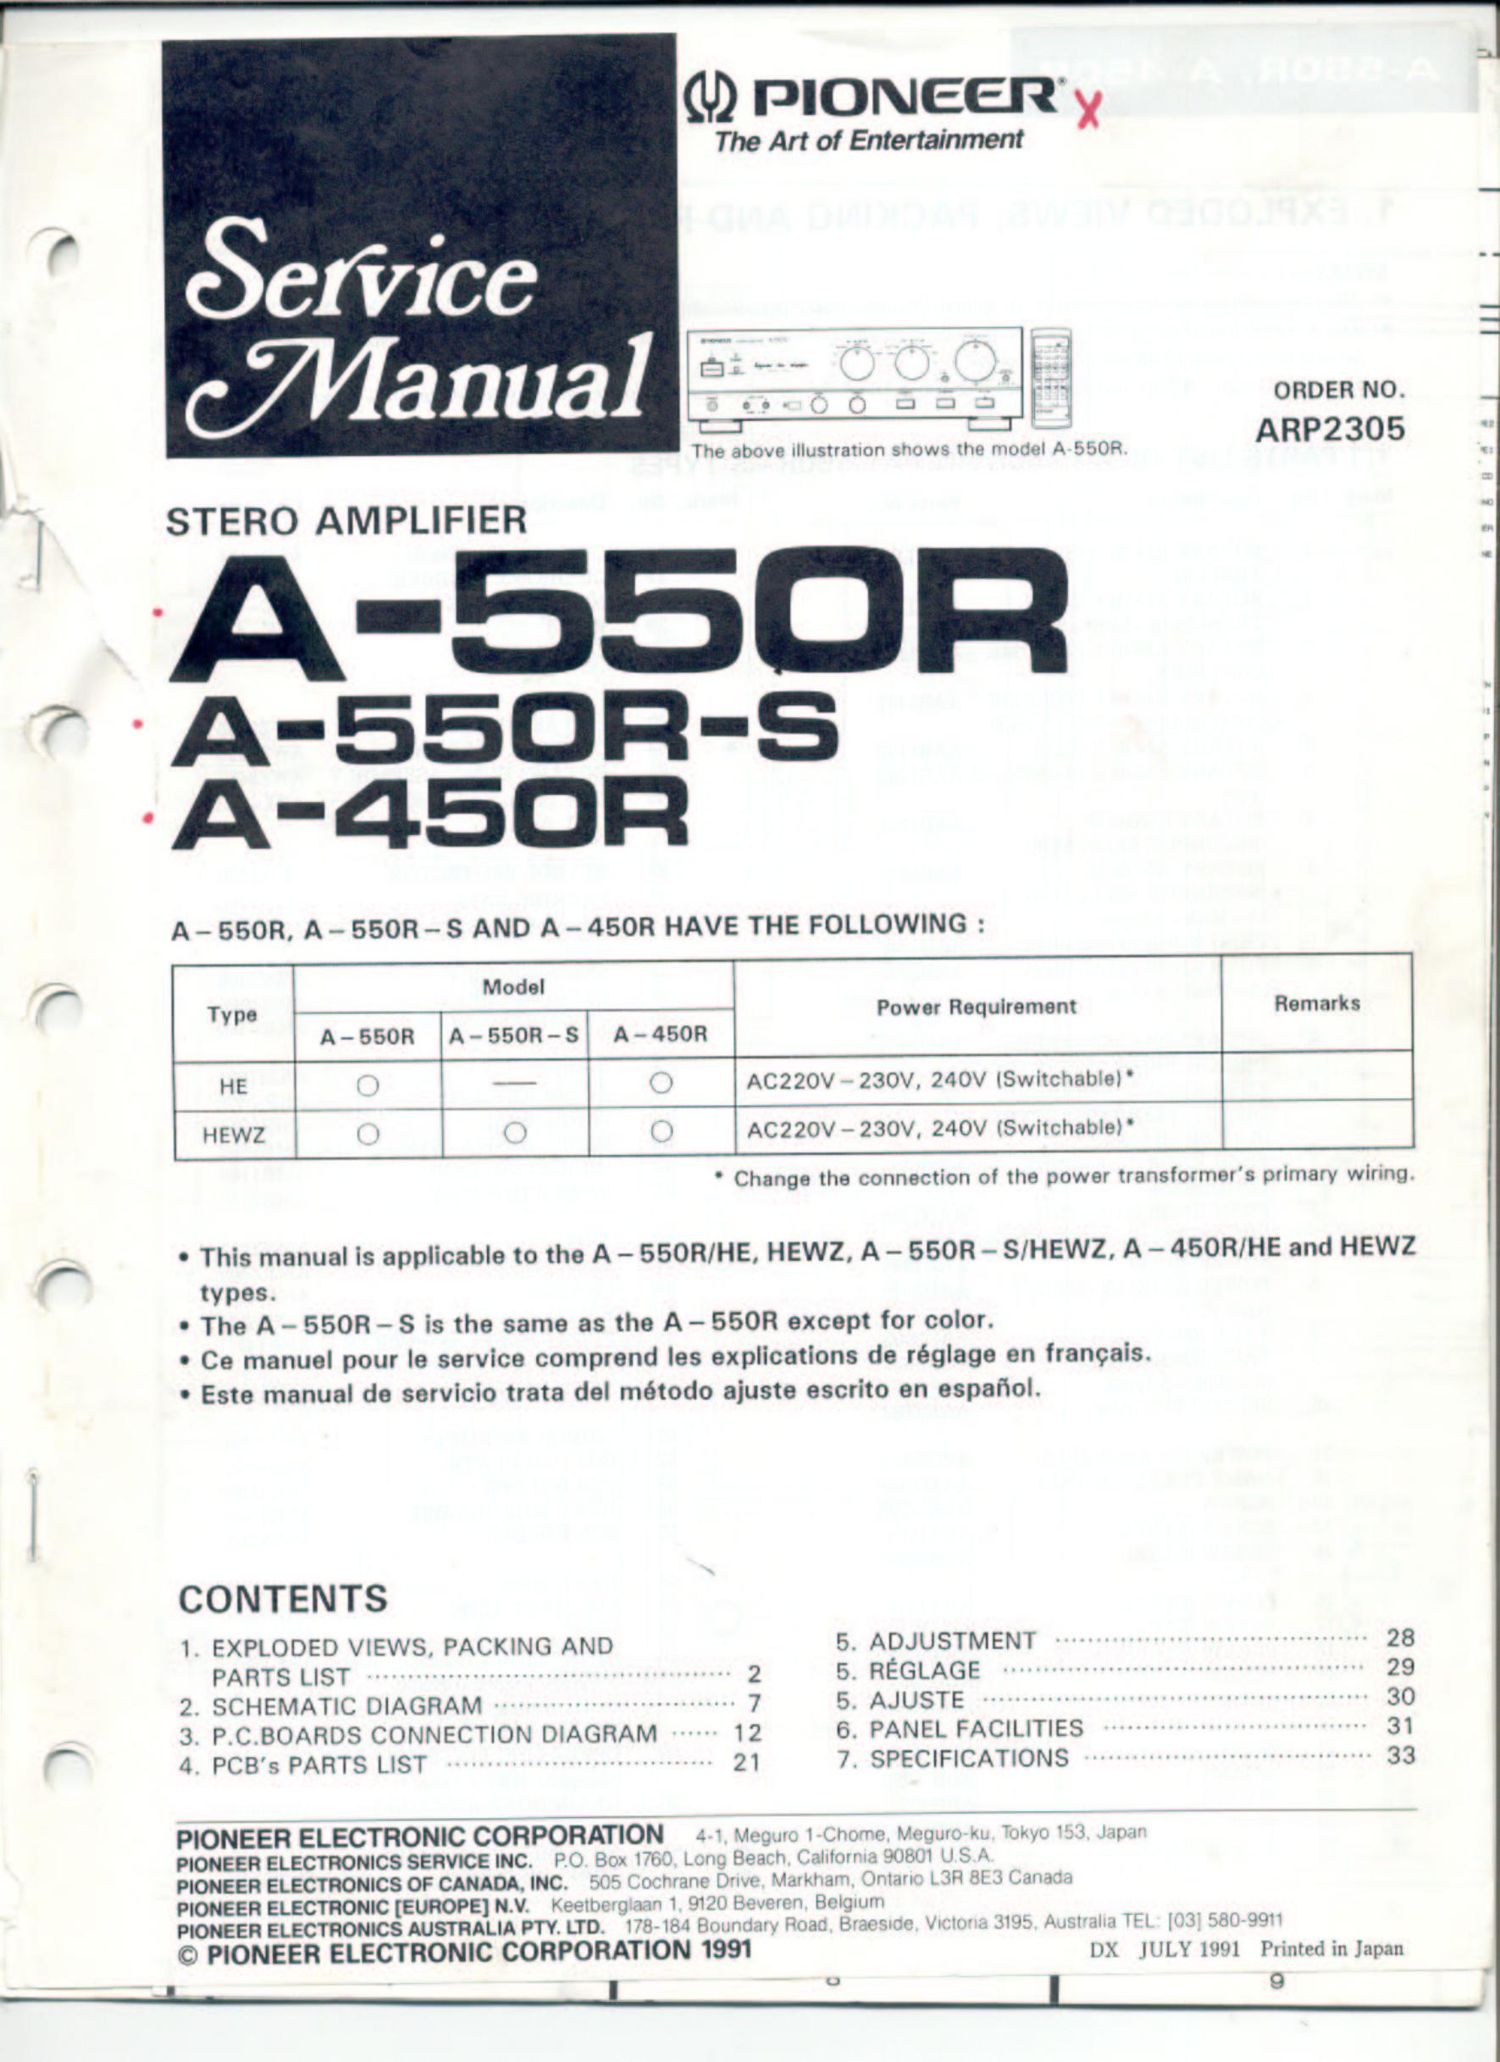 PIONEER
The Art of Entertainment
Service
Manual
The above illustration shows the model A-550R.
ORDER NO.
ARP2305
STERO AMPLIFIER
A-550R
A-550R-S
A-450R
A – 550R, A – 550R – S AND A – 450R HAVE THE FOLLOWING :
Type Model Power Requirement Remarks
A – 550R A – 550R – S A – 450R
HE ○ — ○ AC220V – 230V, 240V (Switchable)*
HEWZ ○ ○ ○ AC220V – 230V, 240V (Switchable)*
* Change the connection of the power transformer's primary wiring.
• This manual is applicable to the A – 550R/HE, HEWZ, A – 550R – S/HEWZ, A – 450R/HE and HEWZ
types.
• The A – 550R – S is the same as the A – 550R except for color.
• Ce manuel pour le service comprend les explications de réglage en français.
• Este manual de servicio trata del método ajuste escrito en español.
CONTENTS
1. EXPLODED VIEWS, PACKING AND
PARTS LIST ········ 2
2. SCHEMATIC DIAGRAM ········ 7
3. P.C.BOARDS CONNECTION DIAGRAM ······ 12
4. PCB's PARTS LIST ········ 21
5. ADJUSTMENT ········ 28
5. RÉGLAGE ········ 29
5. AJUSTE ········ 30
6. PANEL FACILITIES ········ 31
7. SPECIFICATIONS ········ 33
PIONEER ELECTRONIC CORPORATION 4-1, Meguro 1-Chome, Meguro-ku, Tokyo 153, Japan
PIONEER ELECTRONICS SERVICE INC. P.O. Box 1760, Long Beach, California 90801 U.S.A.
PIONEER ELECTRONICS OF CANADA, INC. 505 Cochrane Drive, Markham, Ontario L3R 8E3 Canada
PIONEER ELECTRONIC [EUROPE] N.V. Keetberglaan 1, 9120 Beveren, Belgium
PIONEER ELECTRONICS AUSTRALIA PTY. LTD. 178-184 Boundary Road, Braeside, Victoria 3195, Australia TEL: [03] 580-9911
© PIONEER ELECTRONIC CORPORATION 1991 DX JULY 1991 Printed in Japan
9